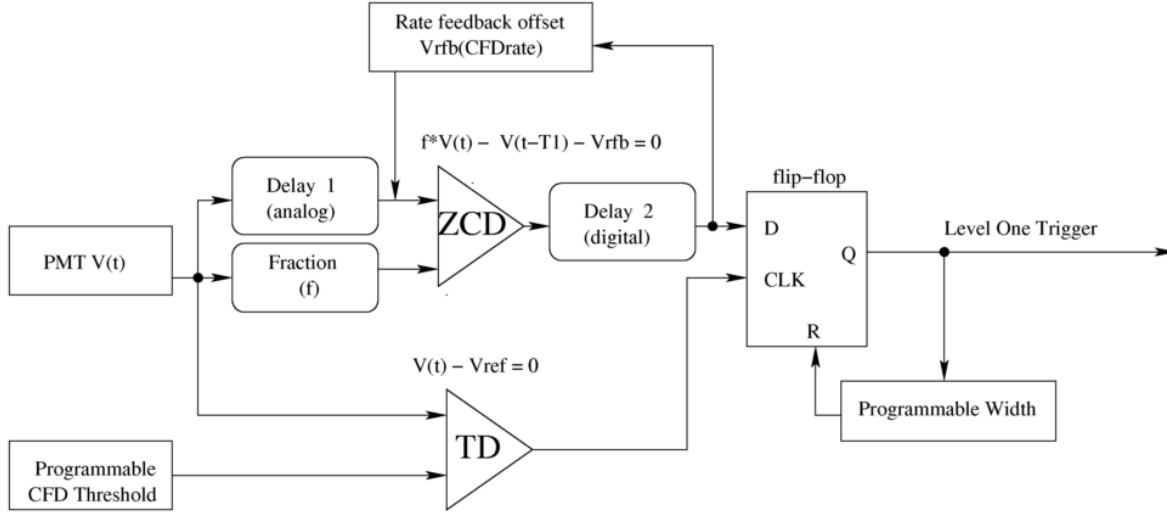 Rate feedback offset
Vrfb(CFDrate)
f*V(t) − V(t−T1) − Vrfb = 0
flip−flop
Delay 1
(analog)
ZCD
Delay 2
(digital)
D
Level One Trigger
PMT V(t)
Fraction
(f)
Q
CLK
R
V(t) − Vref = 0
Programmable Width
TD
Programmable
CFD Threshold